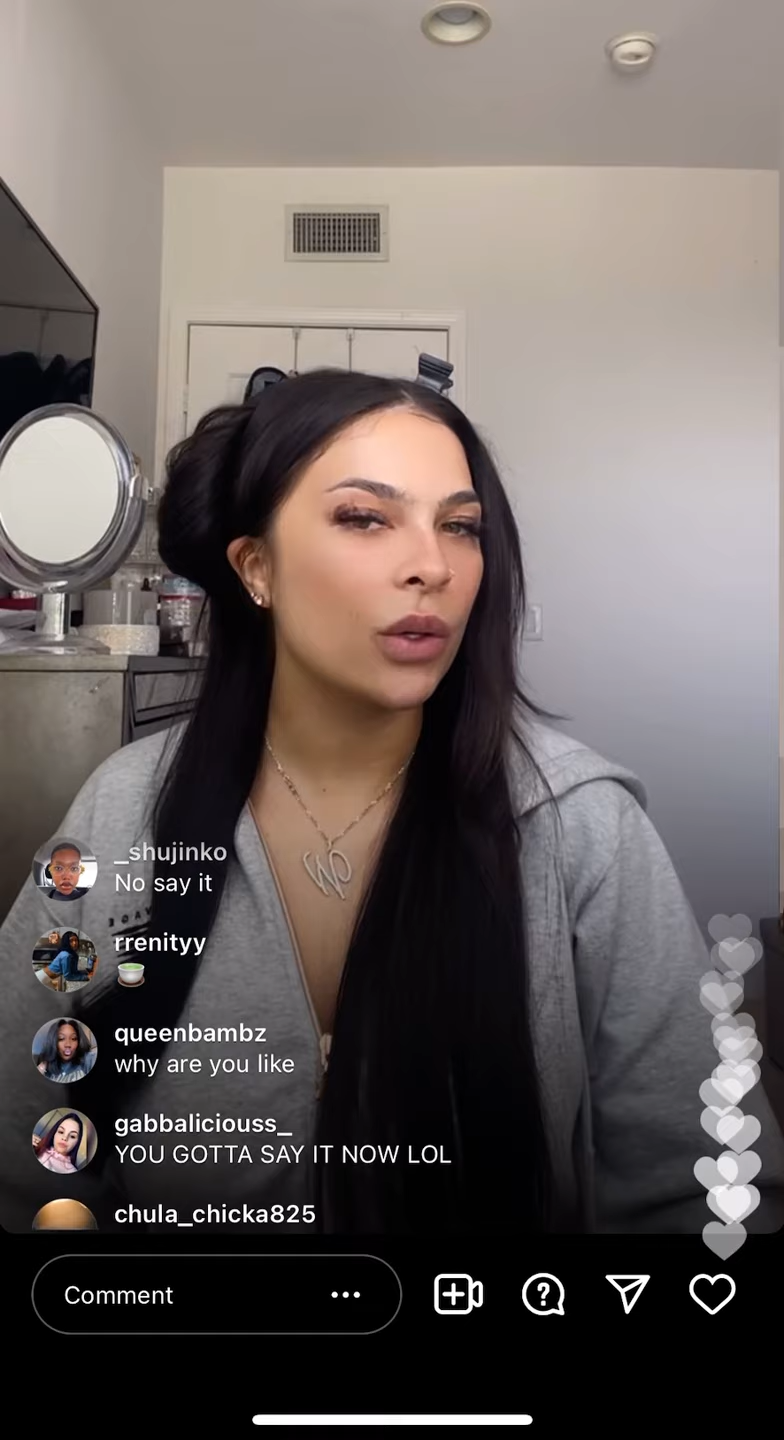 _shujinko
No say it
rrenityy
🍵
queenbambz
why are you like
gabbaliciouss_
YOU GOTTA SAY IT NOW LOL
chula_chicka825
Comment